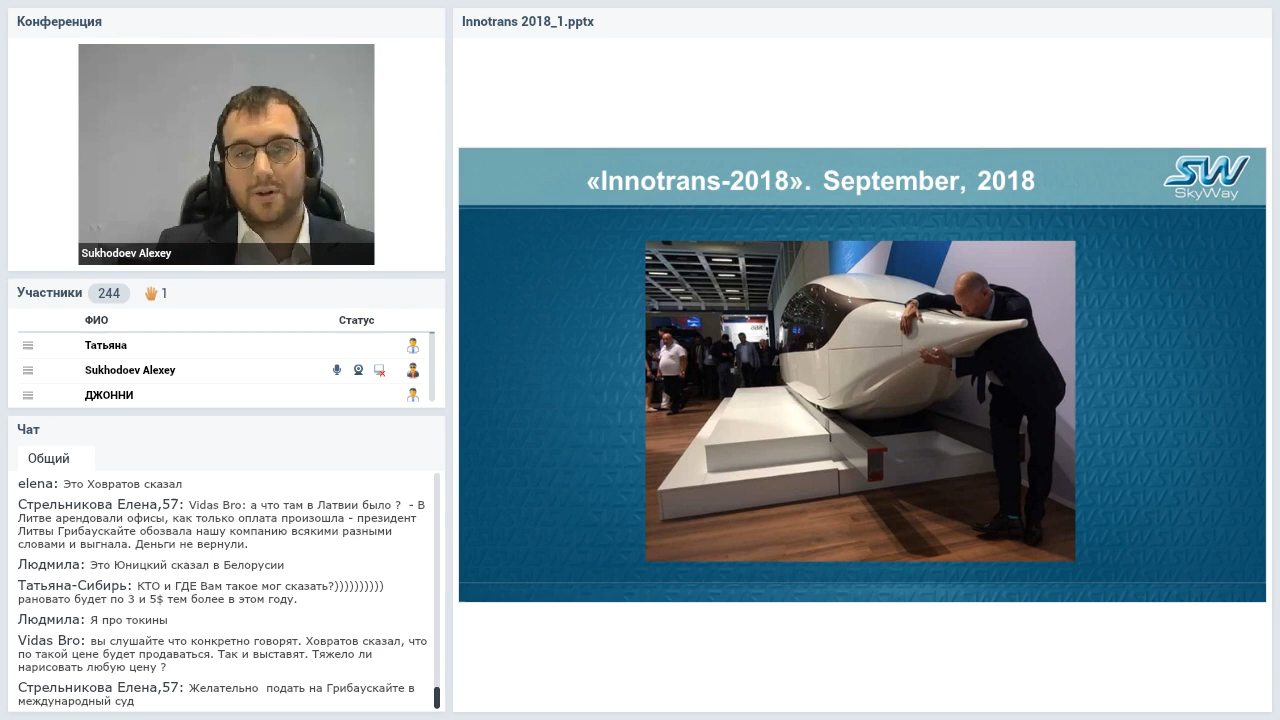 Конференция
Sukhodoev Alexey
Участники 244 1
ФИО Статус
Татьяна
Sukhodoev Alexey
ДЖОННИ
Чат
Общий
elena: Это Ховратов сказал
Стрельникова Елена,57: Vidas Bro: а что там в Латвии было ?  - В
Литве арендовали офисы, как только оплата произошла - президент
Литвы Грибаускайте обозвала нашу компанию всякими разными
словами и выгнала. Деньги не вернули.
Людмила: Это Юницкий сказал в Белорусии
Татьяна-Сибирь: КТО и ГДЕ Вам такое мог сказать?))))))))))
рановато будет по 3 и 5$ тем более в этом году.
Людмила: Я про токины
Vidas Bro: вы слушайте что конкретно говорят. Ховратов сказал, что
по такой цене будет продаваться. Так и выставят. Тяжело ли
нарисовать любую цену ?
Стрельникова Елена,57: Желательно  подать на Грибаускайте в
международный суд
Innotrans 2018_1.pptx
«Innotrans-2018». September, 2018
SW
SkyWay